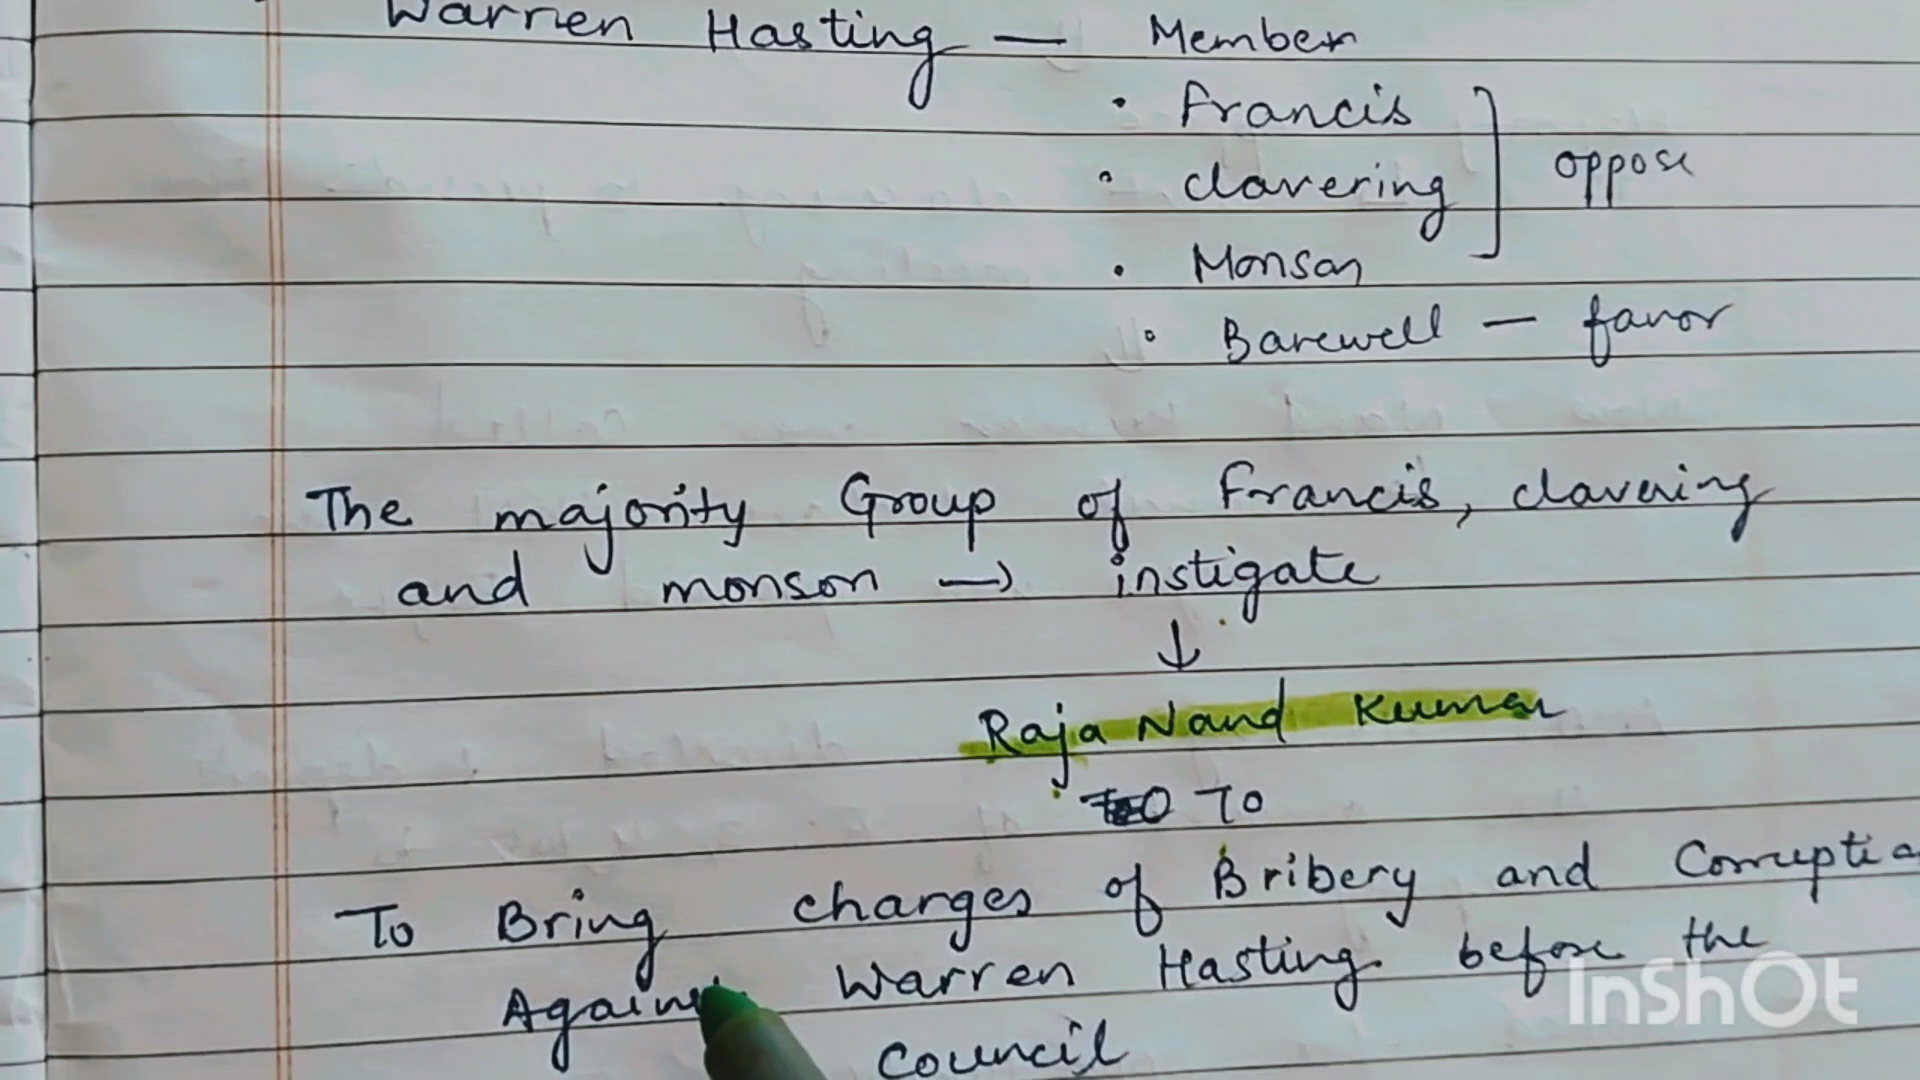 Warren Hasting — Member
• Francis
• clavering
oppose
• Monson
• Barewell — favor
The majority Group of Francis, clavering
and monson → instigate
↓
Raja Nand Kumar
To
To Bring charges of Bribery and Corruptio
Against Warren Hasting before the
Council
InShOt